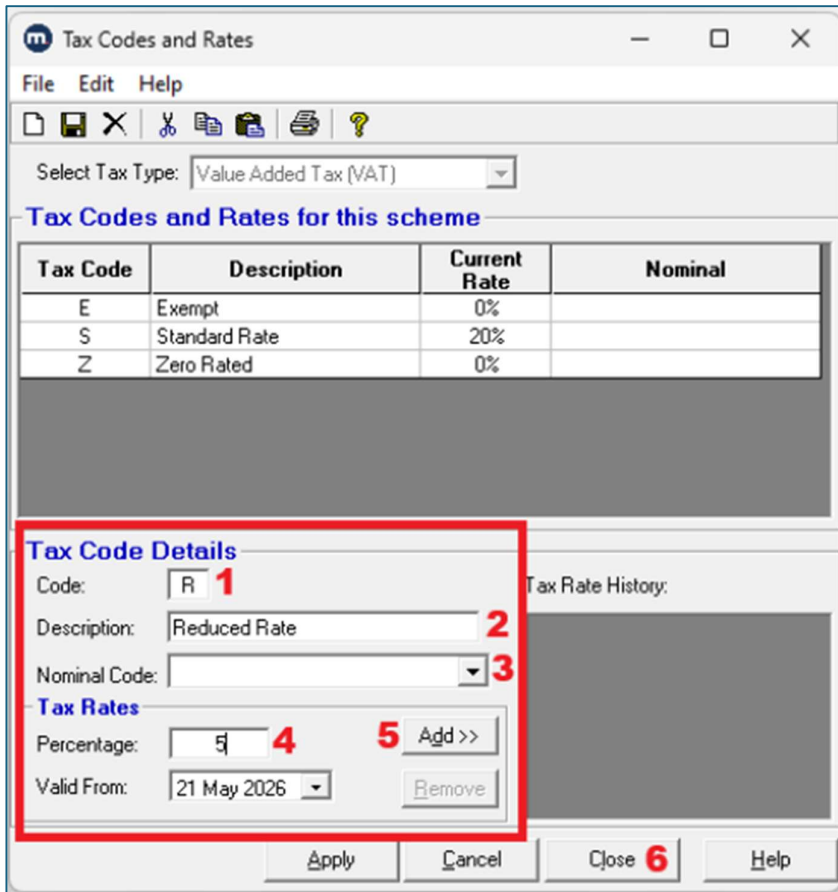 m Tax Codes and Rates
File Edit Help
Select Tax Type: Value Added Tax (VAT)
Tax Codes and Rates for this scheme
Tax Code Description Current Rate Nominal
E Exempt 0%
S Standard Rate 20%
Z Zero Rated 0%
Tax Code Details
Code: R 1 Tax Rate History:
Description: Reduced Rate 2
Nominal Code: 3
Tax Rates
Percentage: 5 4 5 Add >>
Valid From: 21 May 2026 Remove
Apply Cancel Close 6 Help